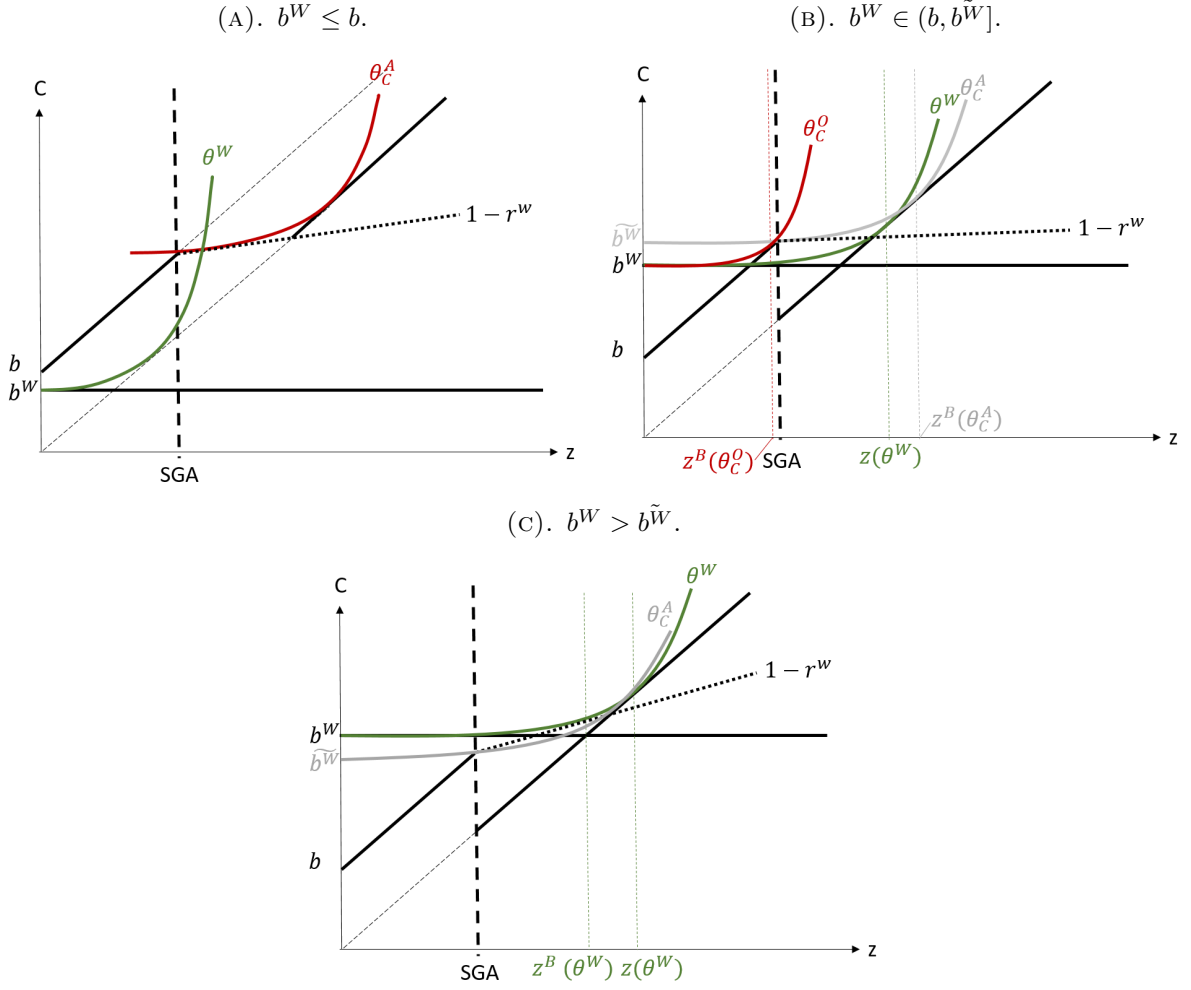 (A). b^W ≤ b.
C
θ_C^A
θ^W
1 − r^w
b
b^W
SGA
z
(B). b^W ∈ (b, b^W̃].
C
θ_C^O
θ^W
θ_C^A
b^W̃
1 − r^w
b^W
b
z^B(θ_C^A)
z
z^B(θ_C^O)
SGA
z(θ^W)
(C). b^W > b^W̃.
C
θ^W
θ_C^A
1 − r^w
b^W
b^W̃
b
z
SGA
z^B (θ^W)
z(θ^W)